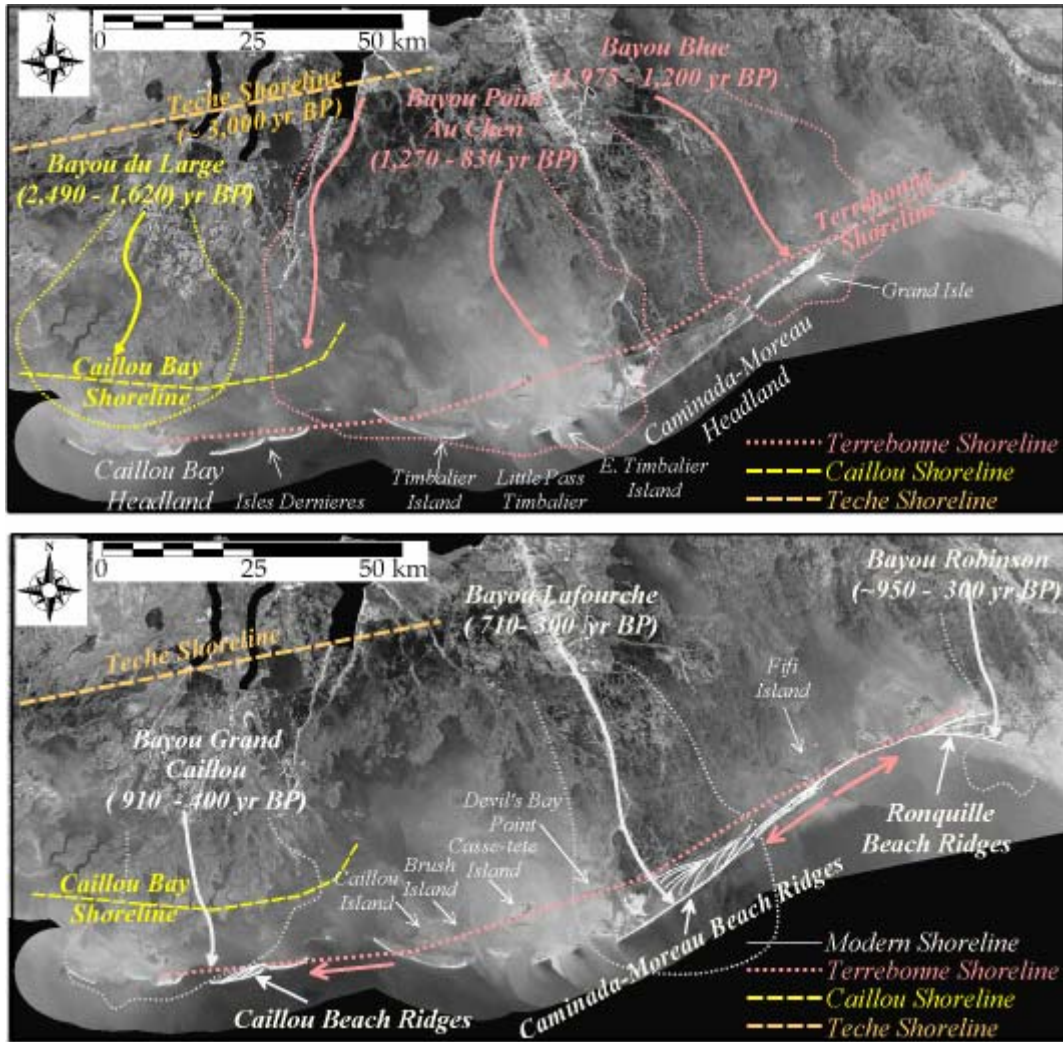 N
0
25
50 km
Bayou Blue
(1,975 - 1,200 yr BP)
Teche Shoreline
(~ 3,000 yr BP)
Bayou Point
Au Chen
(1,270 - 830 yr BP)
Bayou du Large
(2,490 - 1,620) yr BP)
Terrebonne
Shoreline
Grand Isle
Caillou Bay
Shoreline
Caminada-Moreau
Headland
Caillou Bay
Headland
Isles Dernieres
Timbalier
Island
Little Pass
Timbalier
E. Timbalier
Island
Terrebonne Shoreline
Caillou Shoreline
Teche Shoreline
N
0
25
50 km
Bayou Robinson
(~950 - 300 yr BP)
Bayou Lafourche
( 710- 300 yr BP)
Teche Shoreline
Fifi
Island
Bayou Grand
Caillou
( 910 - 400 yr BP)
Devil's Bay
Point
Casse-tete
Island
Brush
Island
Caillou
Island
Ronquille
Beach Ridges
Caillou Bay
Shoreline
Caminada-Moreau Beach Ridges
Caillou Beach Ridges
Modern Shoreline
Terrebonne Shoreline
Caillou Shoreline
Teche Shoreline